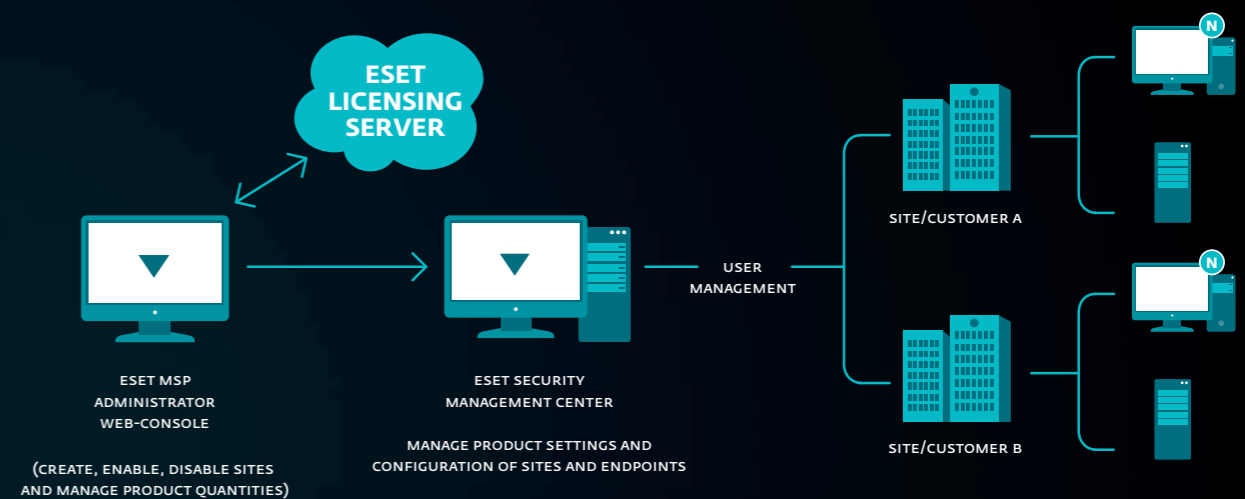 ESET
LICENSING
SERVER
ESET MSP
ADMINISTRATOR
WEB-CONSOLE
(CREATE, ENABLE, DISABLE SITES
AND MANAGE PRODUCT QUANTITIES)
ESET SECURITY
MANAGEMENT CENTER
MANAGE PRODUCT SETTINGS AND
CONFIGURATION OF SITES AND ENDPOINTS
USER
MANAGEMENT
SITE/CUSTOMER A
N
SITE/CUSTOMER B
N